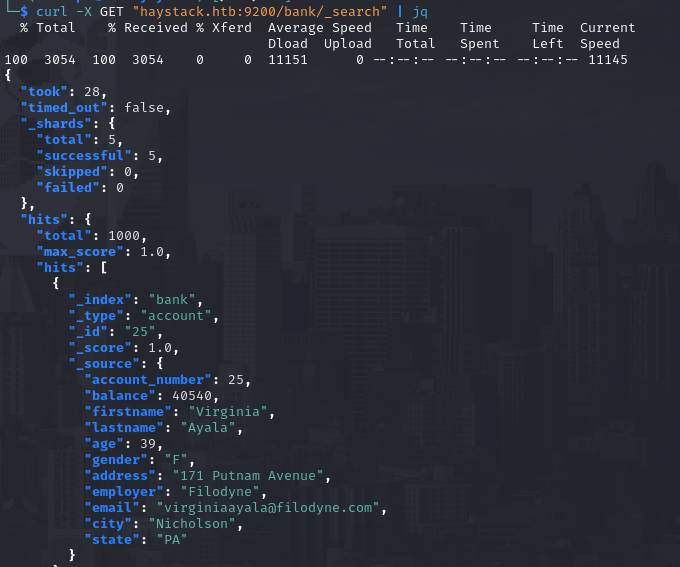 └─$ curl -X GET "haystack.htb:9200/bank/_search" | jq
  % Total    % Received % Xferd  Average Speed   Time    Time     Time  Current
                                 Dload  Upload   Total   Spent    Left  Speed
100  3054  100  3054    0     0  11151      0 --:--:-- --:--:-- --:--:-- 11145
{
  "took": 28,
  "timed_out": false,
  "_shards": {
    "total": 5,
    "successful": 5,
    "skipped": 0,
    "failed": 0
  },
  "hits": {
    "total": 1000,
    "max_score": 1.0,
    "hits": [
      {
        "_index": "bank",
        "_type": "account",
        "_id": "25",
        "_score": 1.0,
        "_source": {
          "account_number": 25,
          "balance": 40540,
          "firstname": "Virginia",
          "lastname": "Ayala",
          "age": 39,
          "gender": "F",
          "address": "171 Putnam Avenue",
          "employer": "Filodyne",
          "email": "virginiaayala@filodyne.com",
          "city": "Nicholson",
          "state": "PA"
        }